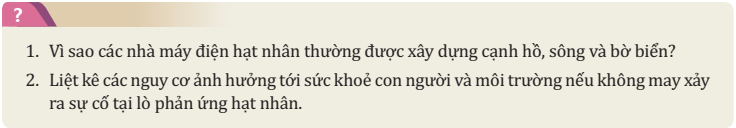 ?
1. Vì sao các nhà máy điện hạt nhân thường được xây dựng cạnh hồ, sông và bờ biển?
2. Liệt kê các nguy cơ ảnh hưởng tới sức khoẻ con người và môi trường nếu không may xảy
ra sự cố tại lò phản ứng hạt nhân.